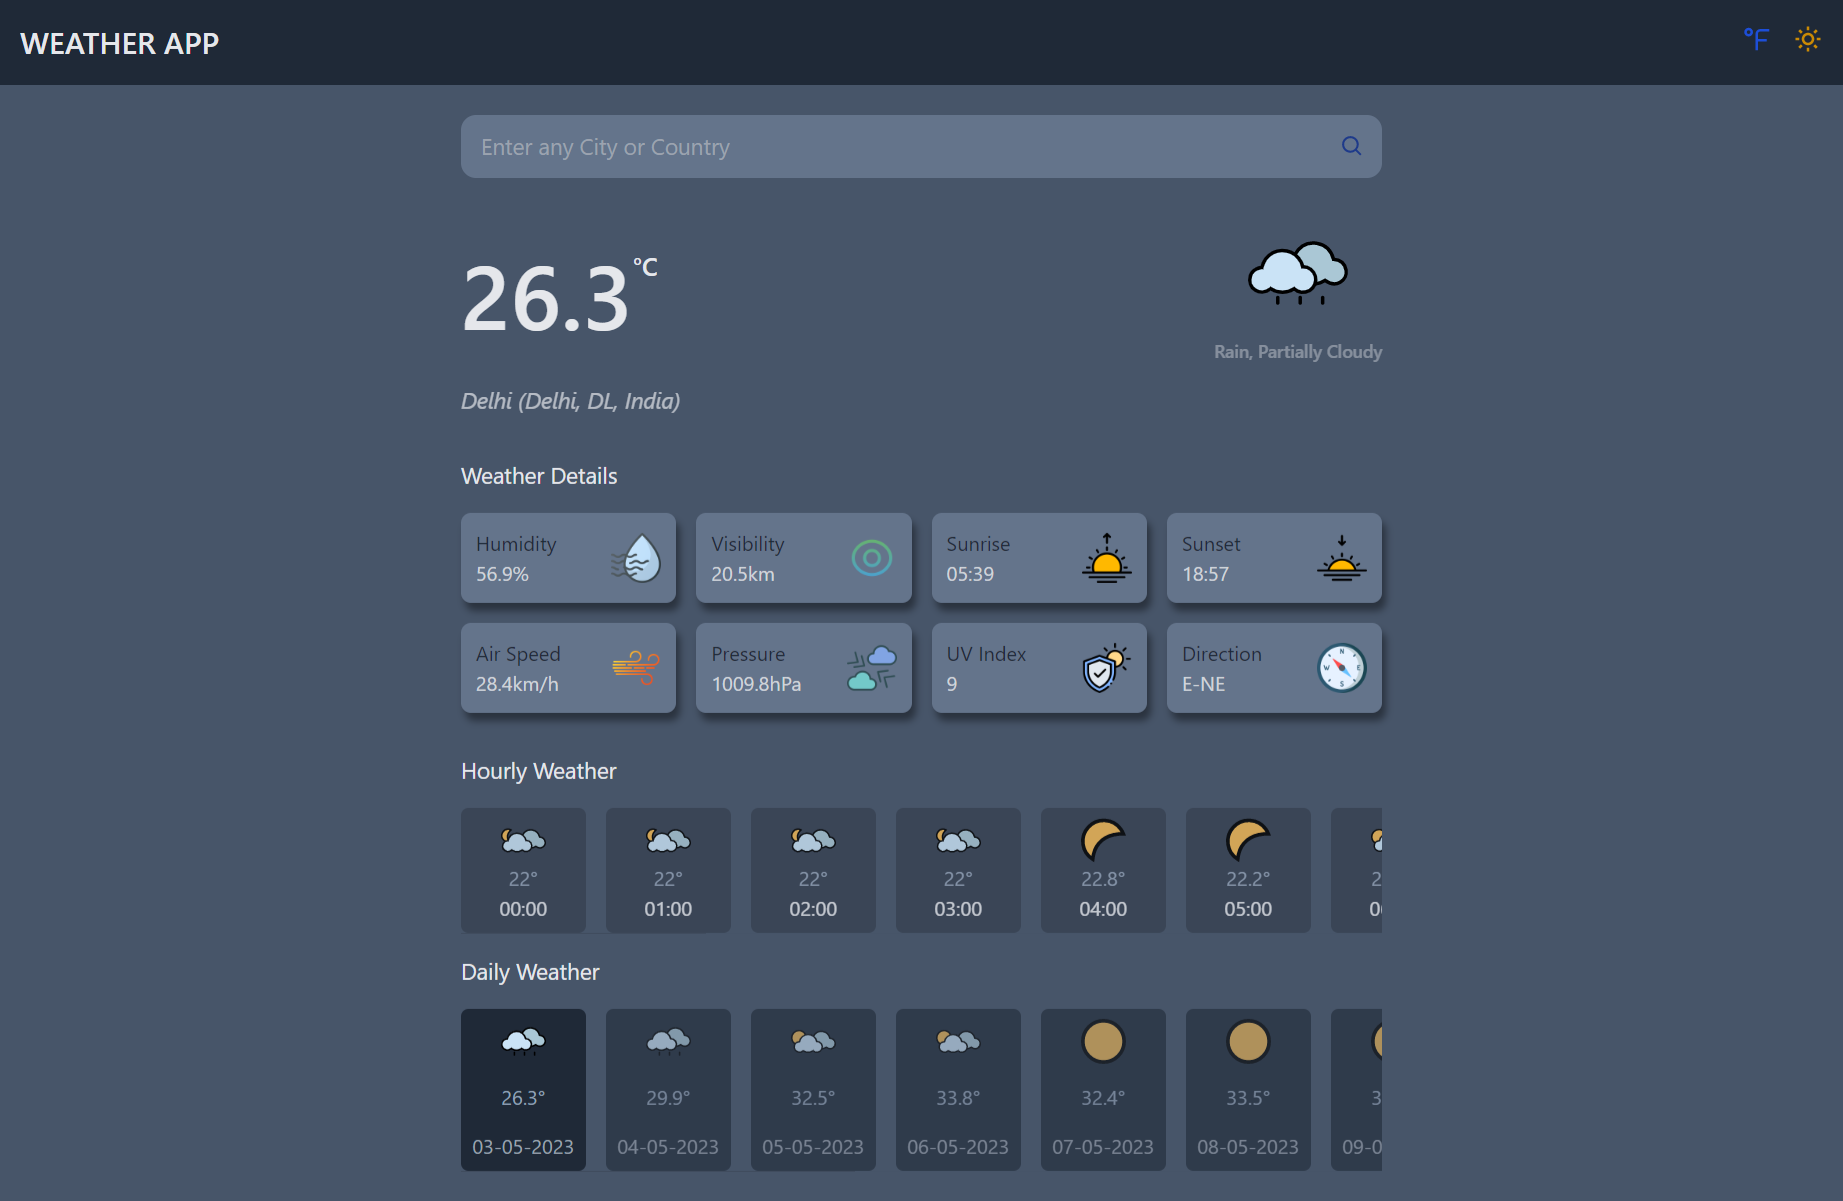 WEATHER APP
°F
Enter any City or Country
26.3°C
Rain, Partially Cloudy
Delhi (Delhi, DL, India)
Weather Details
Humidity
56.9%
Visibility
20.5km
Sunrise
05:39
Sunset
18:57
Air Speed
28.4km/h
Pressure
1009.8hPa
UV Index
9
Direction
E-NE
N
W E
S
Hourly Weather
22° 22° 22° 22° 22.8° 22.2° 2
00:00 01:00 02:00 03:00 04:00 05:00
Daily Weather
26.3° 29.9° 32.5° 33.8° 32.4° 33.5° 3
03-05-2023 04-05-2023 05-05-2023 06-05-2023 07-05-2023 08-05-2023 09-0